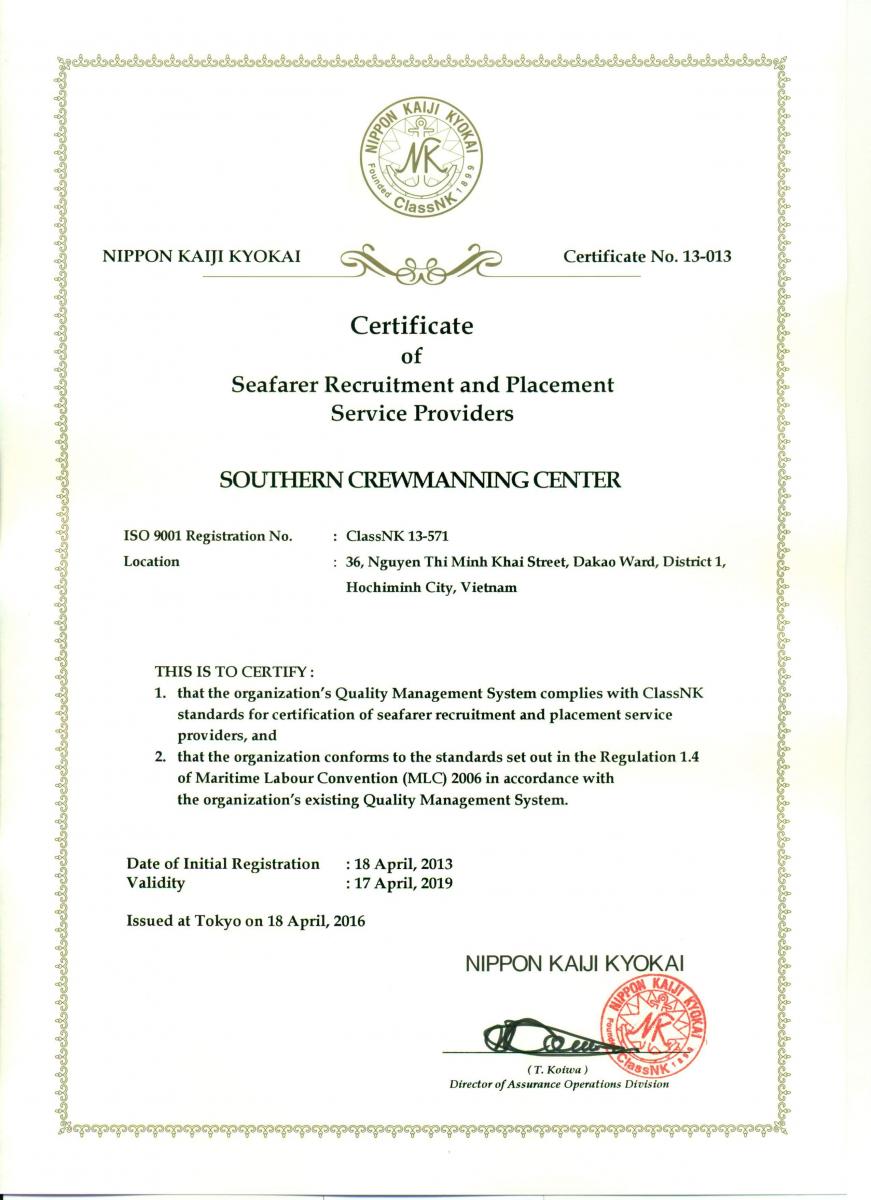 NIPPON KAIJI KYOKAI
NK
Founded 1899
ClassNK
NIPPON KAIJI KYOKAI
Certificate No. 13-013
Certificate
of
Seafarer Recruitment and Placement
Service Providers
SOUTHERN CREWMANNING CENTER
ISO 9001 Registration No. : ClassNK 13-571
Location : 36, Nguyen Thi Minh Khai Street, Dakao Ward, District 1,
Hochiminh City, Vietnam
THIS IS TO CERTIFY :
1. that the organization's Quality Management System complies with ClassNK
standards for certification of seafarer recruitment and placement service
providers, and
2. that the organization conforms to the standards set out in the Regulation 1.4
of Maritime Labour Convention (MLC) 2006 in accordance with
the organization's existing Quality Management System.
Date of Initial Registration : 18 April, 2013
Validity : 17 April, 2019
Issued at Tokyo on 18 April, 2016
NIPPON KAIJI KYOKAI
NIPPON KAIJI KYOKAI
NK
ClassNK
( T. Koiwa )
Director of Assurance Operations Division